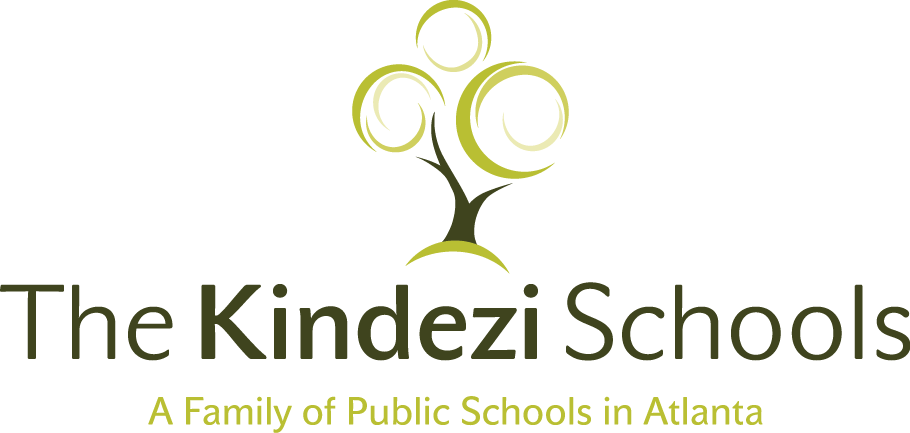 The Kindezi Schools
A Family of Public Schools in Atlanta